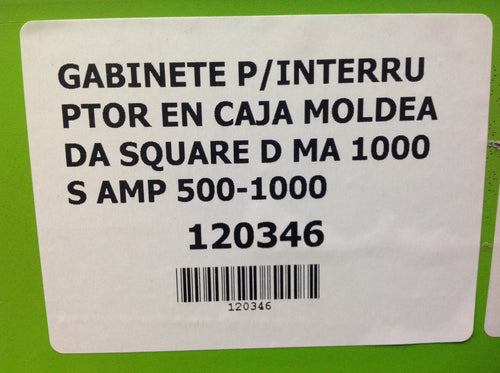 GABINETE P/INTERRU
PTOR EN CAJA MOLDEA
DA SQUARE D MA 1000
S AMP 500-1000
120346
120346